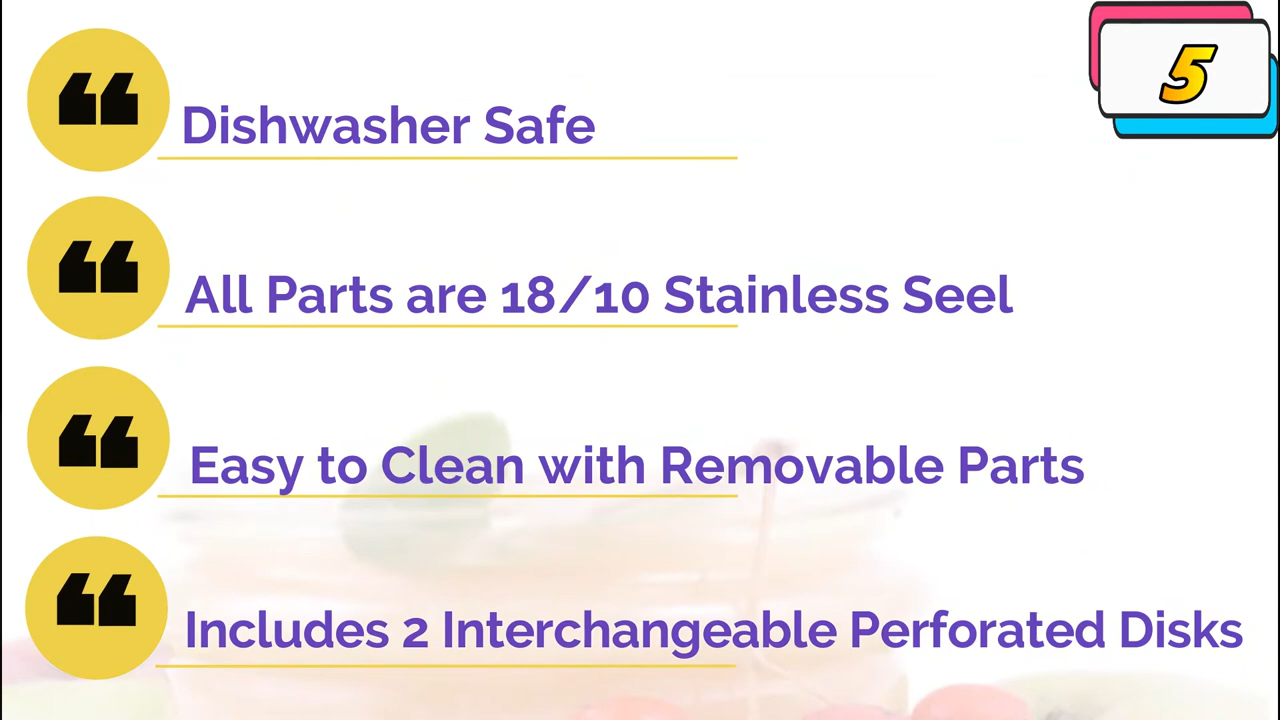 5
Dishwasher Safe
All Parts are 18/10 Stainless Seel
Easy to Clean with Removable Parts
Includes 2 Interchangeable Perforated Disks